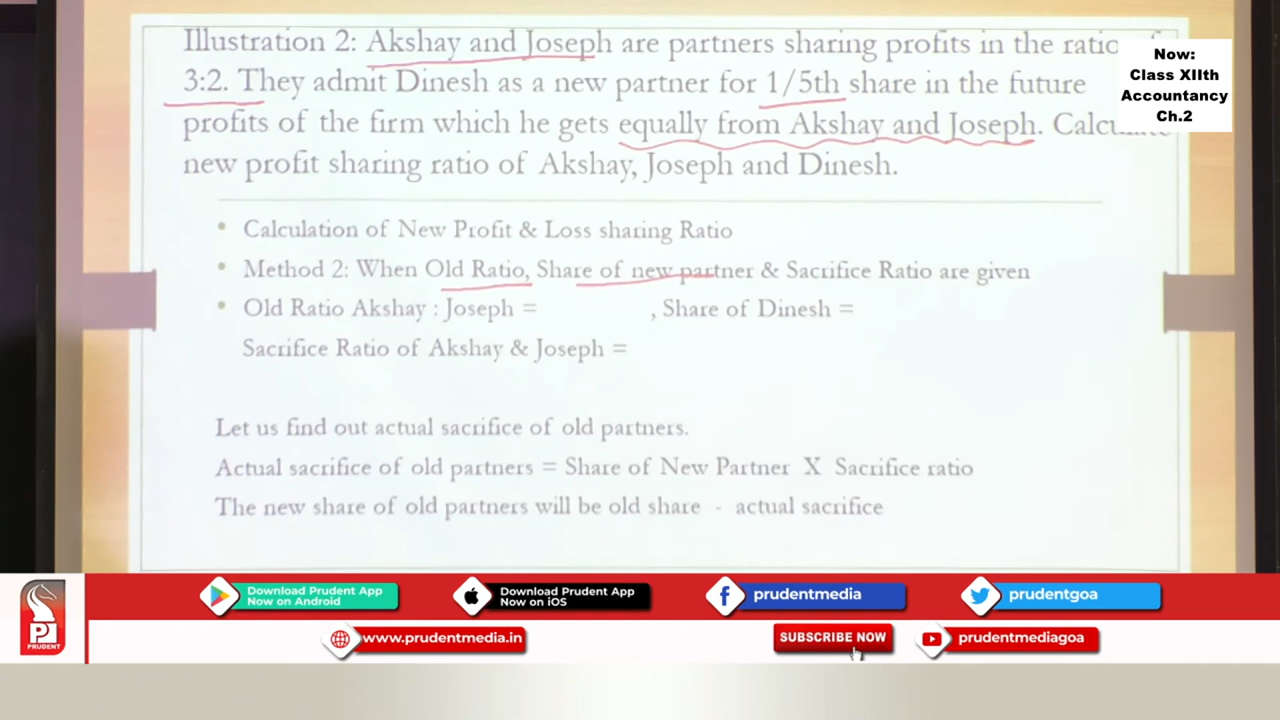 Illustration 2: Akshay and Joseph are partners sharing profits in the ratio
3:2. They admit Dinesh as a new partner for 1/5th share in the future
profits of the firm which he gets equally from Akshay and Joseph.
new profit sharing ratio of Akshay, Joseph and Dinesh.
Now:
Class XIIth
Accountancy
Ch.2
• Calculation of New Profit & Loss sharing Ratio
• Method 2: When Old Ratio, Share of new partner & Sacrifice Ratio are given
• Old Ratio Akshay : Joseph = , Share of Dinesh =
Sacrifice Ratio of Akshay & Joseph =
Let us find out actual sacrifice of old partners.
Actual sacrifice of old partners = Share of New Partner X Sacrifice ratio
The new share of old partners will be old share - actual sacrifice
PRUDENT
Download Prudent App
Now on Android
Download Prudent App
Now on iOS
prudentmedia
prudentgoa
www.prudentmedia.in
SUBSCRIBE NOW
prudentmediagoa